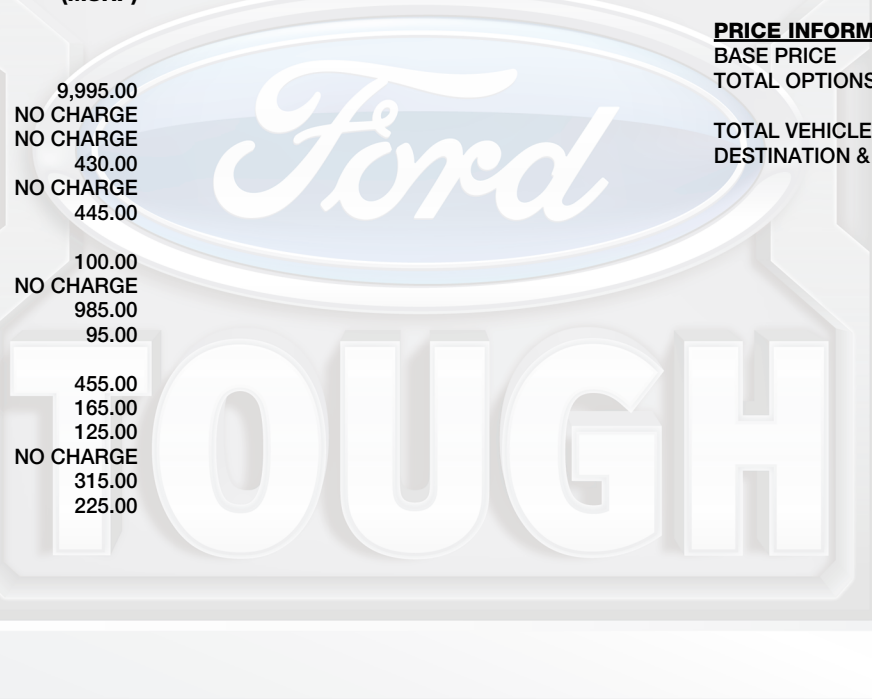 (MSRP)
9,995.00
NO CHARGE
NO CHARGE
430.00
NO CHARGE
445.00
100.00
NO CHARGE
985.00
95.00
455.00
165.00
125.00
NO CHARGE
315.00
225.00
PRICE INFORM
BASE PRICE
TOTAL OPTIONS
TOTAL VEHICLE
DESTINATION &
Ford
TOUGH